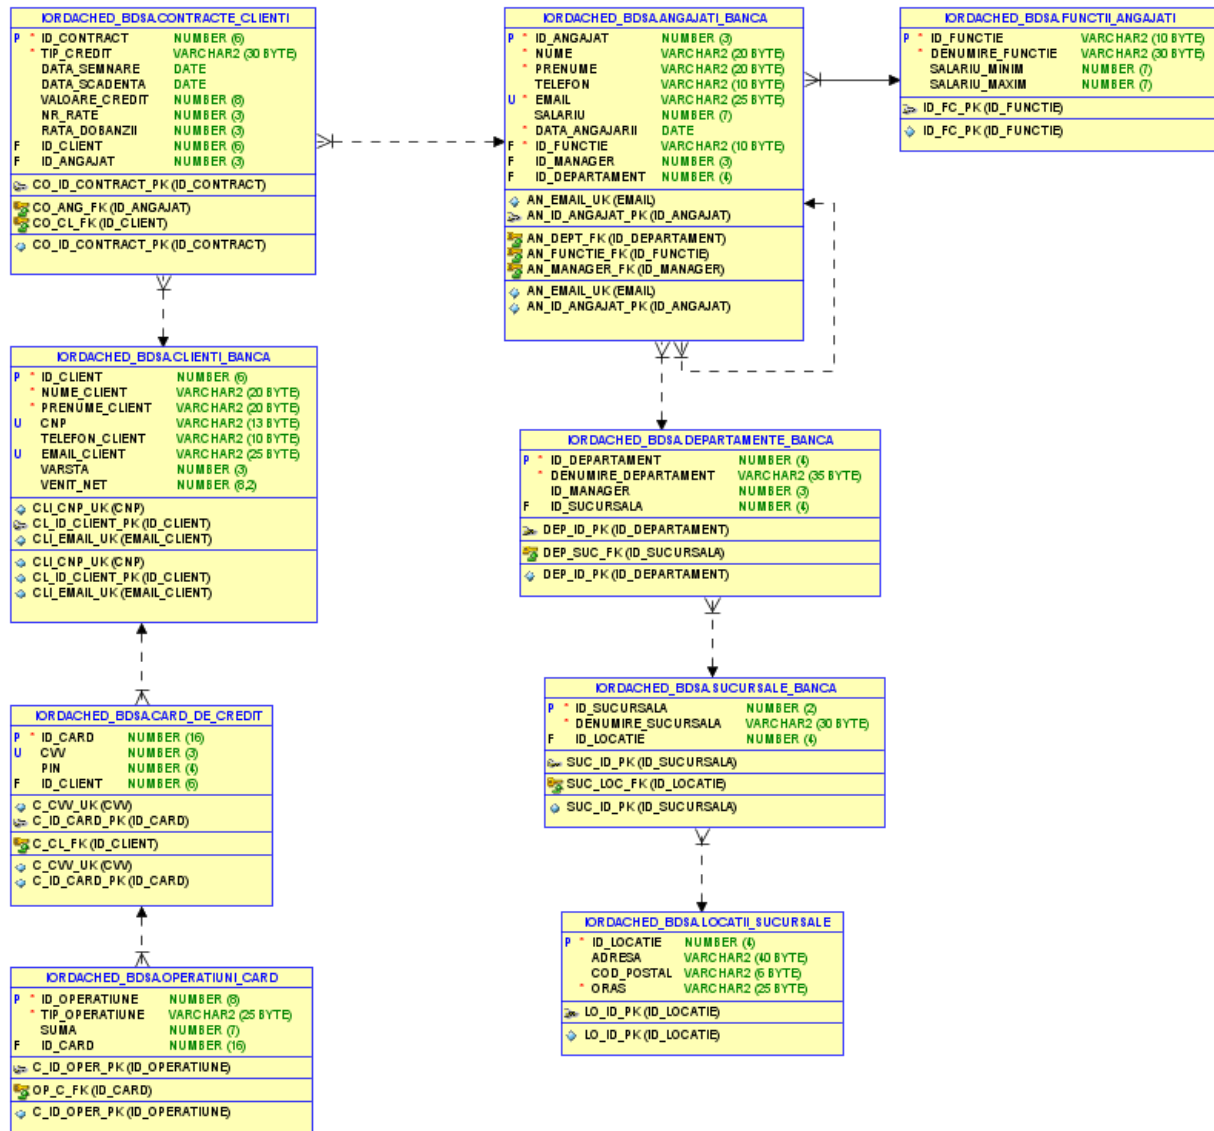 IORDACHED_BDSA.CONTRACTE_CLIENTI
P * ID_CONTRACT NUMBER (6)
* TIP_CREDIT VARCHAR2 (30 BYTE)
DATA_SEMNARE DATE
DATA_SCADENTA DATE
VALOARE_CREDIT NUMBER (8)
NR_RATE NUMBER (3)
RATA_DOBANZII NUMBER (3)
F ID_CLIENT NUMBER (6)
F ID_ANGAJAT NUMBER (3)
CO_ID_CONTRACT_PK (ID_CONTRACT)
CO_ANG_FK (ID_ANGAJAT)
CO_CL_FK (ID_CLIENT)
CO_ID_CONTRACT_PK (ID_CONTRACT)
IORDACHED_BDSA.ANGAJATI_BANCA
P * ID_ANGAJAT NUMBER (3)
* NUME VARCHAR2 (20 BYTE)
* PRENUME VARCHAR2 (20 BYTE)
TELEFON VARCHAR2 (10 BYTE)
U * EMAIL VARCHAR2 (25 BYTE)
SALARIU NUMBER (7)
* DATA_ANGAJARII DATE
F * ID_FUNCTIE VARCHAR2 (10 BYTE)
F ID_MANAGER NUMBER (3)
F ID_DEPARTAMENT NUMBER (4)
AN_EMAIL_UK (EMAIL)
AN_ID_ANGAJAT_PK (ID_ANGAJAT)
AN_DEPT_FK (ID_DEPARTAMENT)
AN_FUNCTIE_FK (ID_FUNCTIE)
AN_MANAGER_FK (ID_MANAGER)
AN_EMAIL_UK (EMAIL)
AN_ID_ANGAJAT_PK (ID_ANGAJAT)
IORDACHED_BDSA.FUNCTII_ANGAJATI
P * ID_FUNCTIE VARCHAR2 (10 BYTE)
* DENUMIRE_FUNCTIE VARCHAR2 (30 BYTE)
SALARIU_MINIM NUMBER (7)
SALARIU_MAXIM NUMBER (7)
ID_FC_PK (ID_FUNCTIE)
ID_FC_PK (ID_FUNCTIE)
IORDACHED_BDSA.CLIENTI_BANCA
P * ID_CLIENT NUMBER (6)
* NUME_CLIENT VARCHAR2 (20 BYTE)
* PRENUME_CLIENT VARCHAR2 (20 BYTE)
U CNP VARCHAR2 (13 BYTE)
TELEFON_CLIENT VARCHAR2 (10 BYTE)
U EMAIL_CLIENT VARCHAR2 (25 BYTE)
VARSTA NUMBER (3)
VENIT_NET NUMBER (8,2)
CLI_CNP_UK (CNP)
CL_ID_CLIENT_PK (ID_CLIENT)
CLI_EMAIL_UK (EMAIL_CLIENT)
CLI_CNP_UK (CNP)
CL_ID_CLIENT_PK (ID_CLIENT)
CLI_EMAIL_UK (EMAIL_CLIENT)
IORDACHED_BDSA.DEPARTAMENTE_BANCA
P * ID_DEPARTAMENT NUMBER (4)
* DENUMIRE_DEPARTAMENT VARCHAR2 (35 BYTE)
ID_MANAGER NUMBER (3)
F ID_SUCURSALA NUMBER (4)
DEP_ID_PK (ID_DEPARTAMENT)
DEP_SUC_FK (ID_SUCURSALA)
DEP_ID_PK (ID_DEPARTAMENT)
IORDACHED_BDSA.SUCURSALE_BANCA
P * ID_SUCURSALA NUMBER (2)
* DENUMIRE_SUCURSALA VARCHAR2 (30 BYTE)
F ID_LOCATIE NUMBER (4)
SUC_ID_PK (ID_SUCURSALA)
SUC_LOC_FK (ID_LOCATIE)
SUC_ID_PK (ID_SUCURSALA)
IORDACHED_BDSA.CARD_DE_CREDIT
P * ID_CARD NUMBER (16)
U CVV NUMBER (3)
PIN NUMBER (4)
F ID_CLIENT NUMBER (6)
C_CVV_UK (CVV)
C_ID_CARD_PK (ID_CARD)
C_CL_FK (ID_CLIENT)
C_CVV_UK (CVV)
C_ID_CARD_PK (ID_CARD)
IORDACHED_BDSA.LOCATII_SUCURSALE
P * ID_LOCATIE NUMBER (4)
ADRESA VARCHAR2 (40 BYTE)
COD_POSTAL VARCHAR2 (6 BYTE)
* ORAS VARCHAR2 (25 BYTE)
LO_ID_PK (ID_LOCATIE)
LO_ID_PK (ID_LOCATIE)
IORDACHED_BDSA.OPERATIUNI_CARD
P * ID_OPERATIUNE NUMBER (8)
* TIP_OPERATIUNE VARCHAR2 (25 BYTE)
SUMA NUMBER (7)
F ID_CARD NUMBER (16)
C_ID_OPER_PK (ID_OPERATIUNE)
OP_C_FK (ID_CARD)
C_ID_OPER_PK (ID_OPERATIUNE)